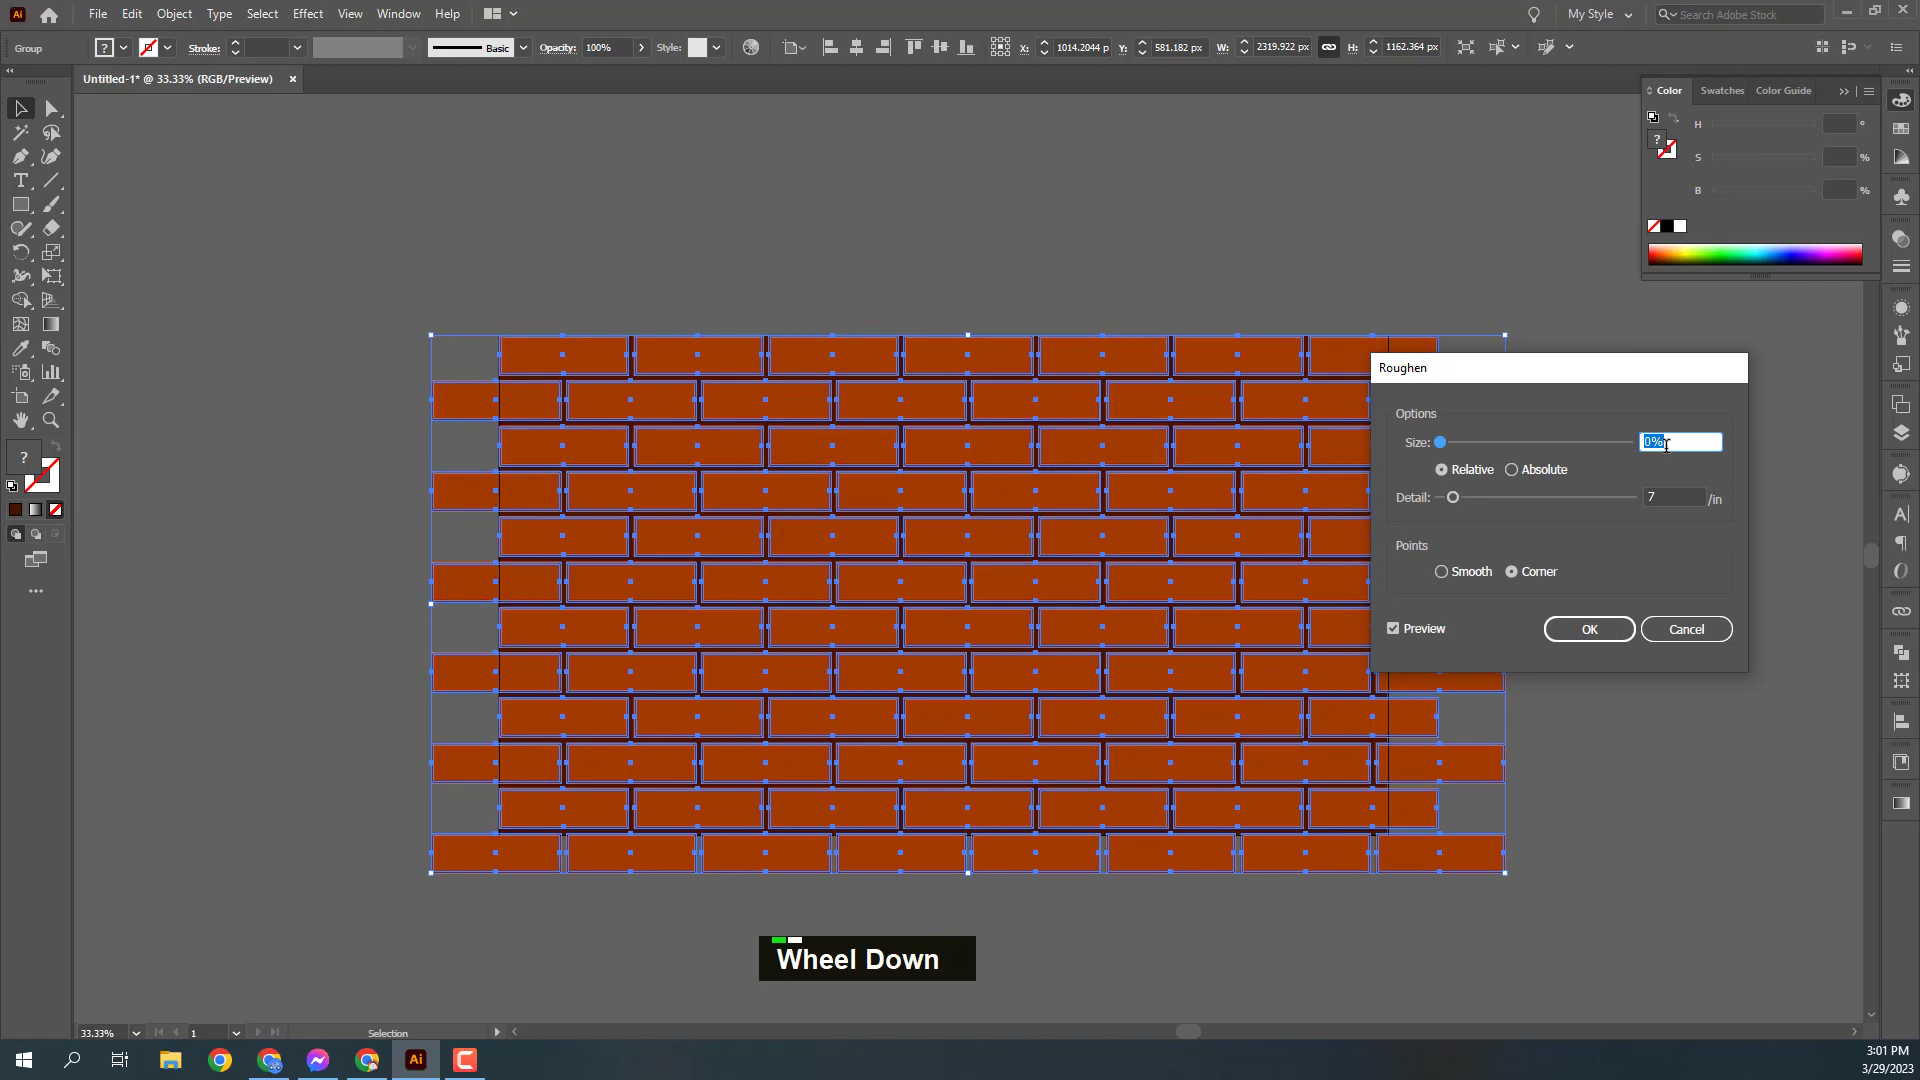 Ai File Edit Object Type Select Effect View Window Help My Style Search Adobe Stock
Group ? Stroke: Basic Opacity: 100% Style: X: 1014.2044 p Y: 581.182 px W: 2319.922 px H: 1162.364 px
Untitled-1* @ 33.33% (RGB/Preview) ×
Color Swatches Color Guide
H °
? S %
B %
Roughen
Options
Size: 0%
Relative Absolute
Detail: 7 /in
Points
Smooth Corner
Preview OK Cancel
?
Wheel Down
33.33% 1 Selection
Ai
3:01 PM
3/29/2023